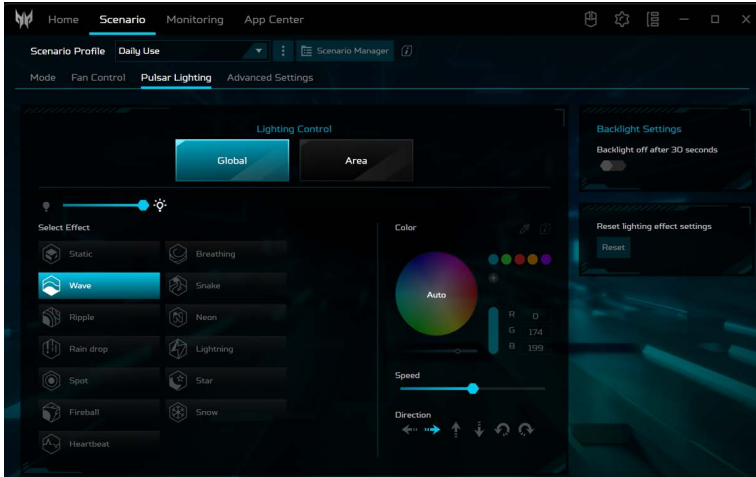 Home Scenario Monitoring App Center
Scenario Profile Daily Use Scenario Manager
Mode Fan Control Pulsar Lighting Advanced Settings
Lighting Control
Global Area
Select Effect
Static Breathing
Wave Snake
Ripple Neon
Rain drop Lightning
Spot Star
Fireball Snow
Heartbeat
Color
Auto
R 0
G 174
B 199
Speed
Direction
Backlight Settings
Backlight off after 30 seconds
Reset lighting effect settings
Reset